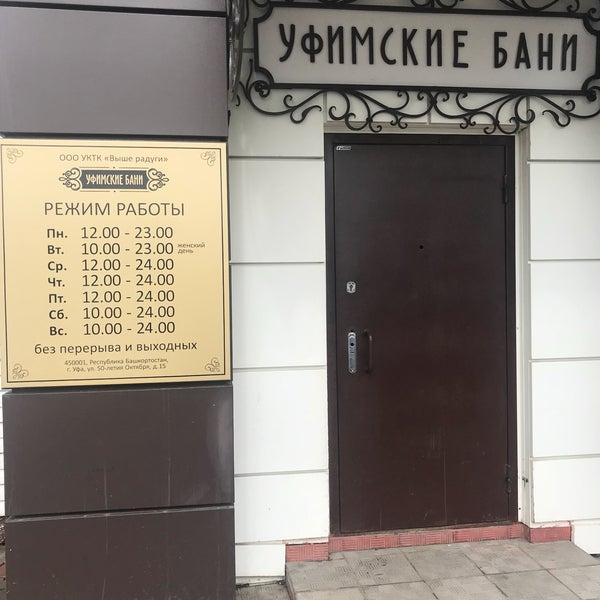 УФИМСКИЕ БАНИ
ООО УКТК «Выше радуги»
УФИМСКИЕ БАНИ
РЕЖИМ РАБОТЫ
Пн. 12.00 - 23.00
Вт. 10.00 - 23.00 женский день
Ср. 12.00 - 24.00
Чт. 12.00 - 24.00
Пт. 12.00 - 24.00
Сб. 10.00 - 24.00
Вс. 10.00 - 24.00
без перерыва и выходных
450001, Республика Башкортостан,
г. Уфа, ул. 50-летия Октября, д.15